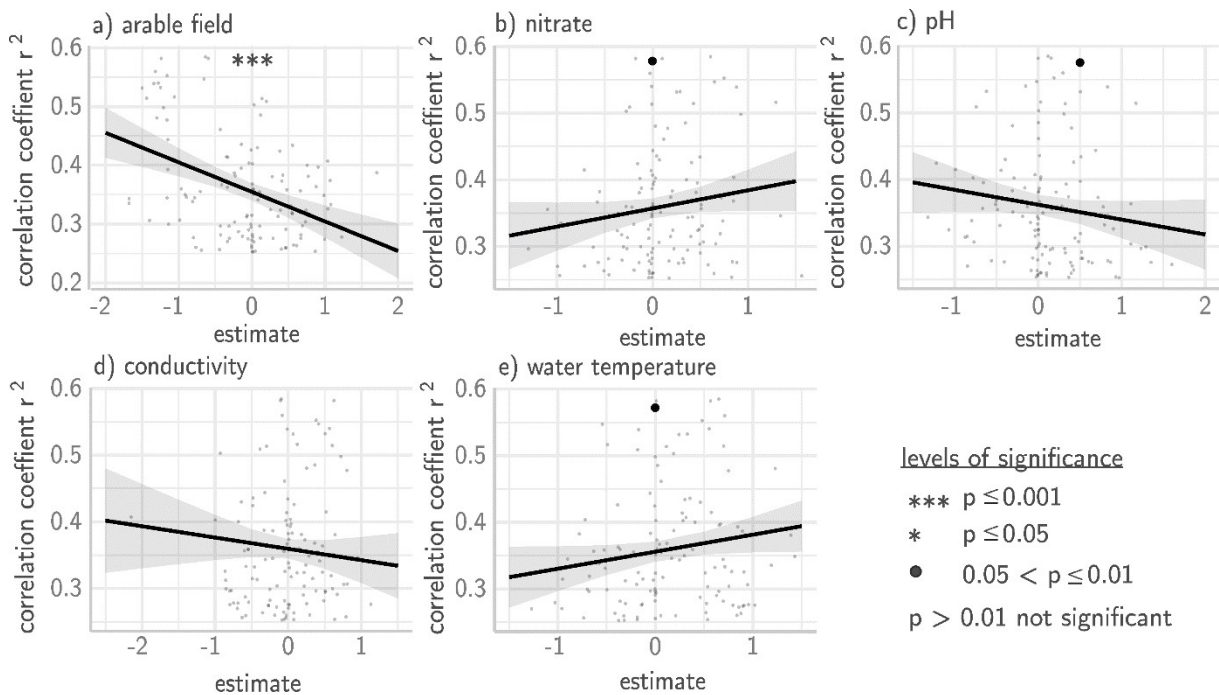 a) arable field
***
correlation coeffient r 2
0.6
0.5
0.4
0.3
0.2
-2 -1 0 1 2
estimate
b) nitrate
correlation coeffient r 2
0.6
0.5
0.4
0.3
-1 0 1
estimate
c) pH
correlation coeffient r 2
0.6
0.5
0.4
0.3
-1 0 1 2
estimate
d) conductivity
correlation coeffient r 2
0.6
0.5
0.4
0.3
-2 -1 0 1
estimate
e) water temperature
correlation coeffient r 2
0.6
0.5
0.4
0.3
-1 0 1
estimate
levels of significance
*** p ≤ 0.001
* p ≤ 0.05
● 0.05 < p ≤ 0.01
p > 0.01 not significant